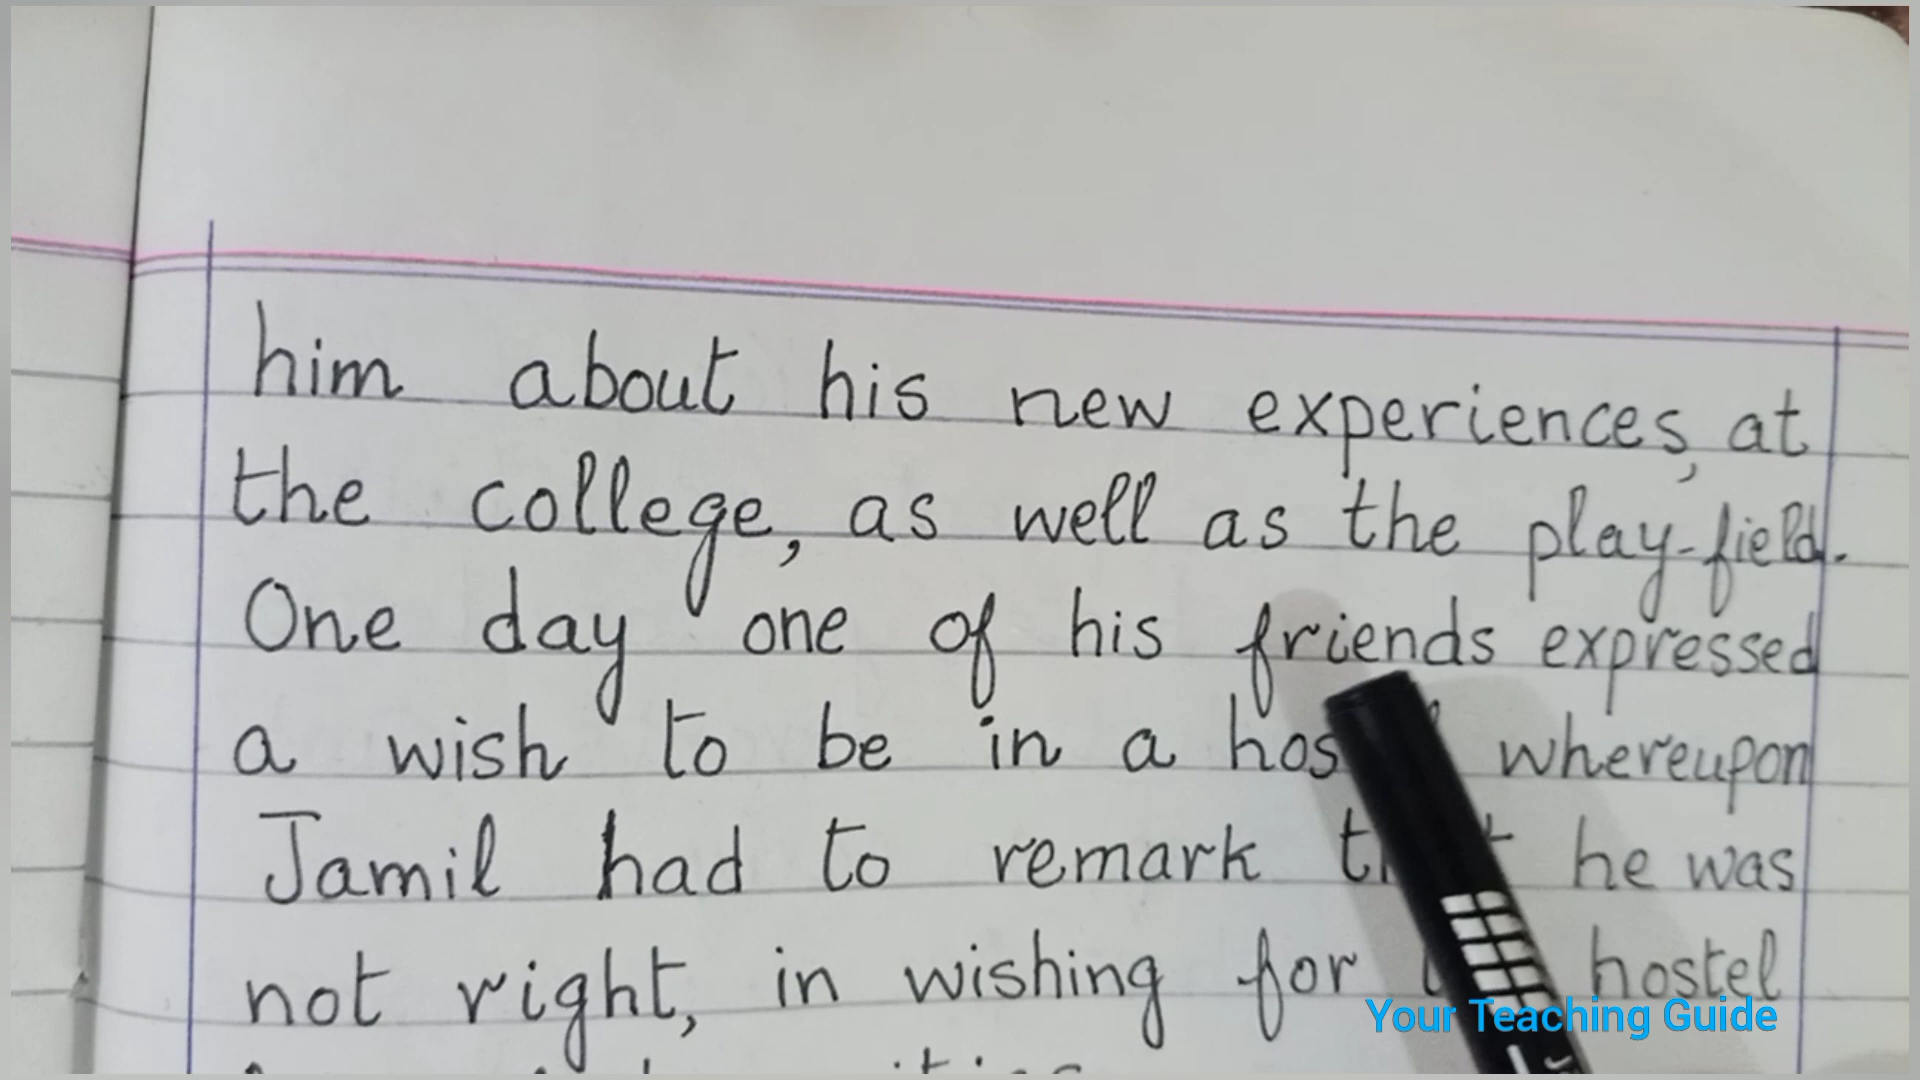 him about his new experiences, at
the college, as well as the play-field.
One day one of his friends expressed
a wish to be in a whereupon
Jamil had to remark he was
not right, in wishing for hostel
Your Teaching Guide